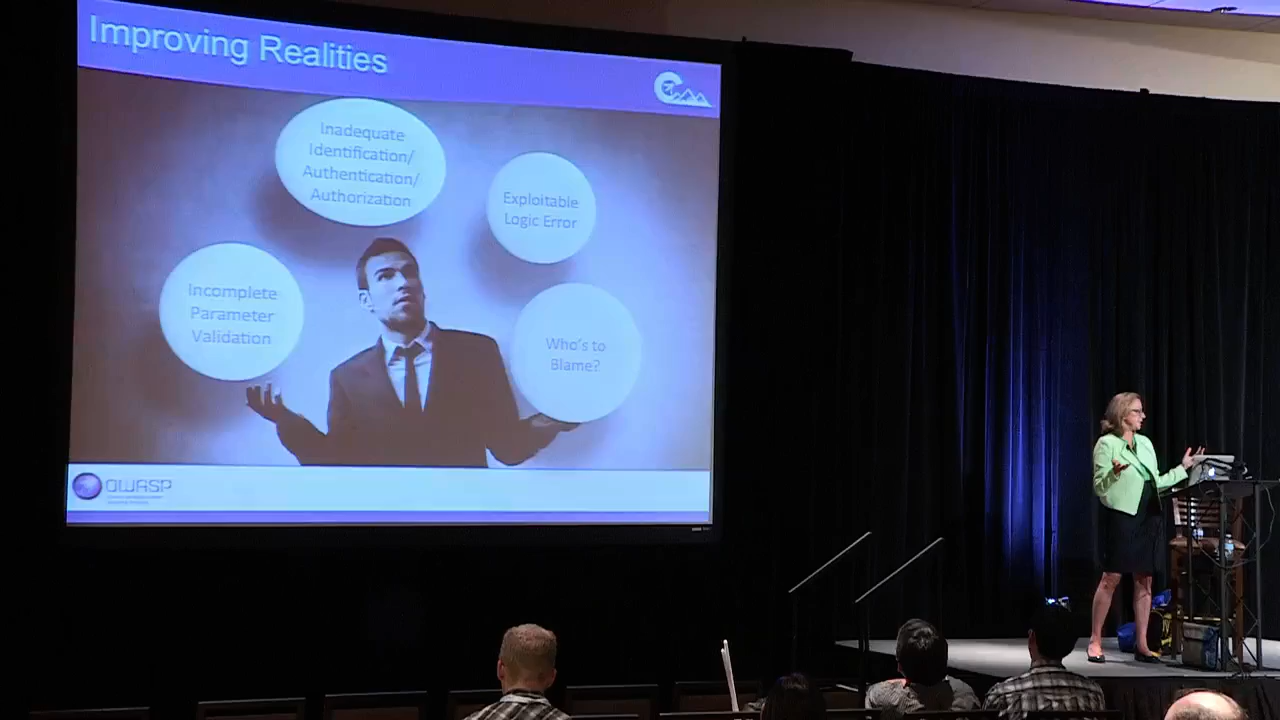 Improving Realities
Inadequate
Identification/
Authentication/
Authorization
Exploitable
Logic Error
Incomplete
Parameter
Validation
Who's to
Blame?
OWASP